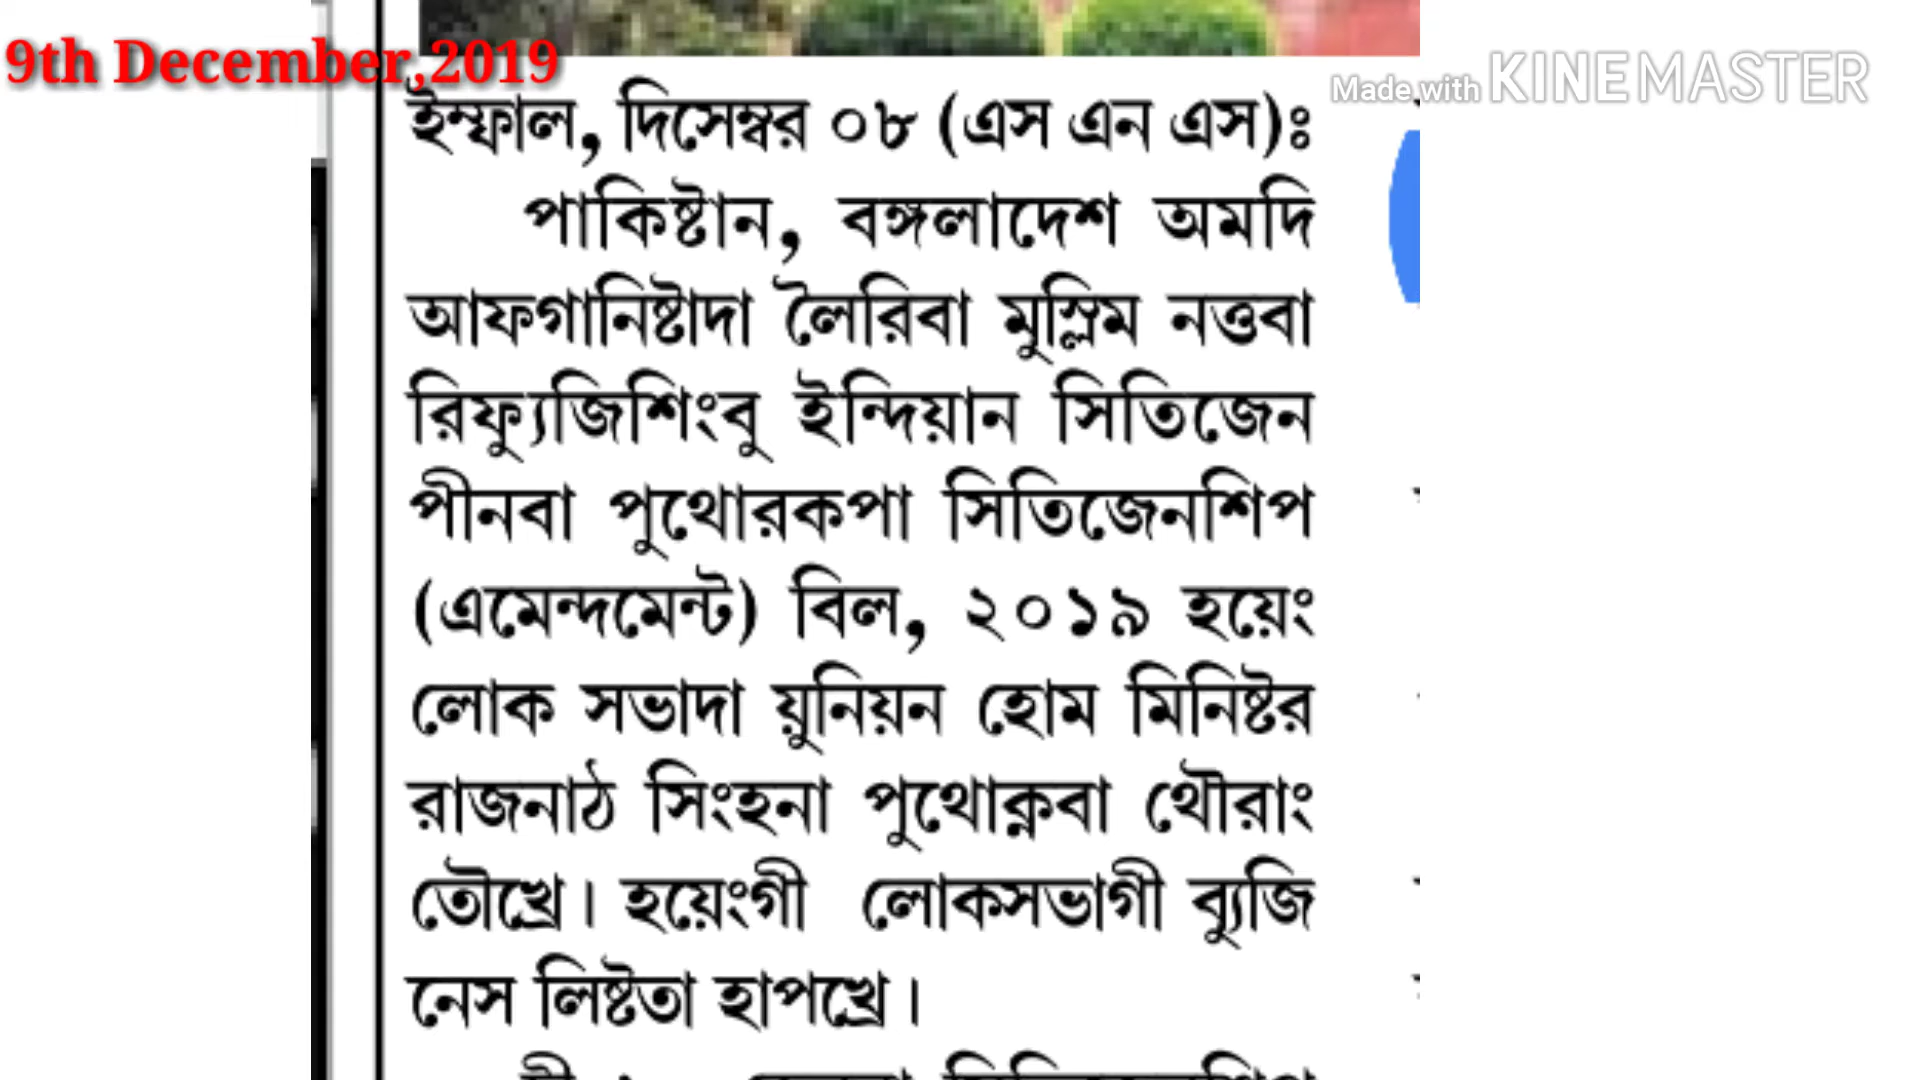 9th December,2019
Made with KINEMASTER
ইম্ফাল, দিসেম্বর ০৮ (এস এন এস)ঃ
পাকিষ্টান, বঙ্গলাদেশ অমদি
আফগানিষ্টাদা লৈরিবা মুস্লিম নত্তবা
রিফ্যুজিশিংবু ইন্দিয়ান সিতিজেন
পীনবা পুথোরকপা সিতিজেনশিপ
(এমেন্দমেন্ট) বিল, ২০১৯ হয়েং
লোক সভাদা য়ুনিয়ন হোম মিনিষ্টর
রাজনাঠ সিংহনা পুথোক্নবা থৌরাং
তৌখ্রে। হয়েংগী লোকসভাগী ব্যুজি
নেস লিষ্টতা হাপখ্রে।